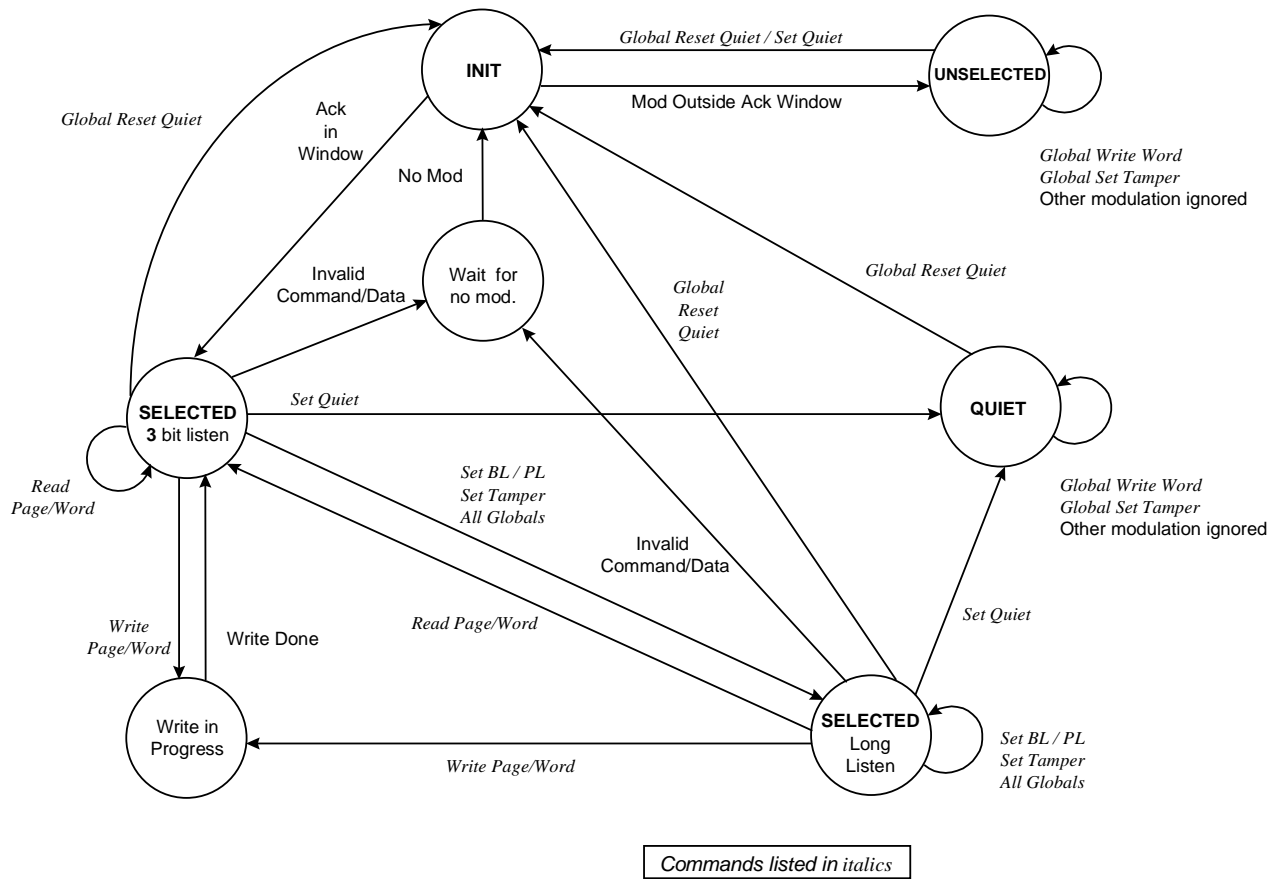 Global Reset Quiet / Set Quiet
INIT
UNSELECTED
Mod Outside Ack Window
Global Reset Quiet
Ack
in
Window
No Mod
Global Write Word
Global Set Tamper
Other modulation ignored
Invalid
Command/Data
Wait for
no mod.
Global
Reset
Quiet
Global Reset Quiet
SELECTED
3 bit listen
Set Quiet
QUIET
Read
Page/Word
Set BL / PL
Set Tamper
All Globals
Global Write Word
Global Set Tamper
Other modulation ignored
Invalid
Command/Data
Write
Page/Word
Write Done
Read Page/Word
Set Quiet
Write in
Progress
SELECTED
Long
Listen
Write Page/Word
Set BL / PL
Set Tamper
All Globals
Commands listed in italics